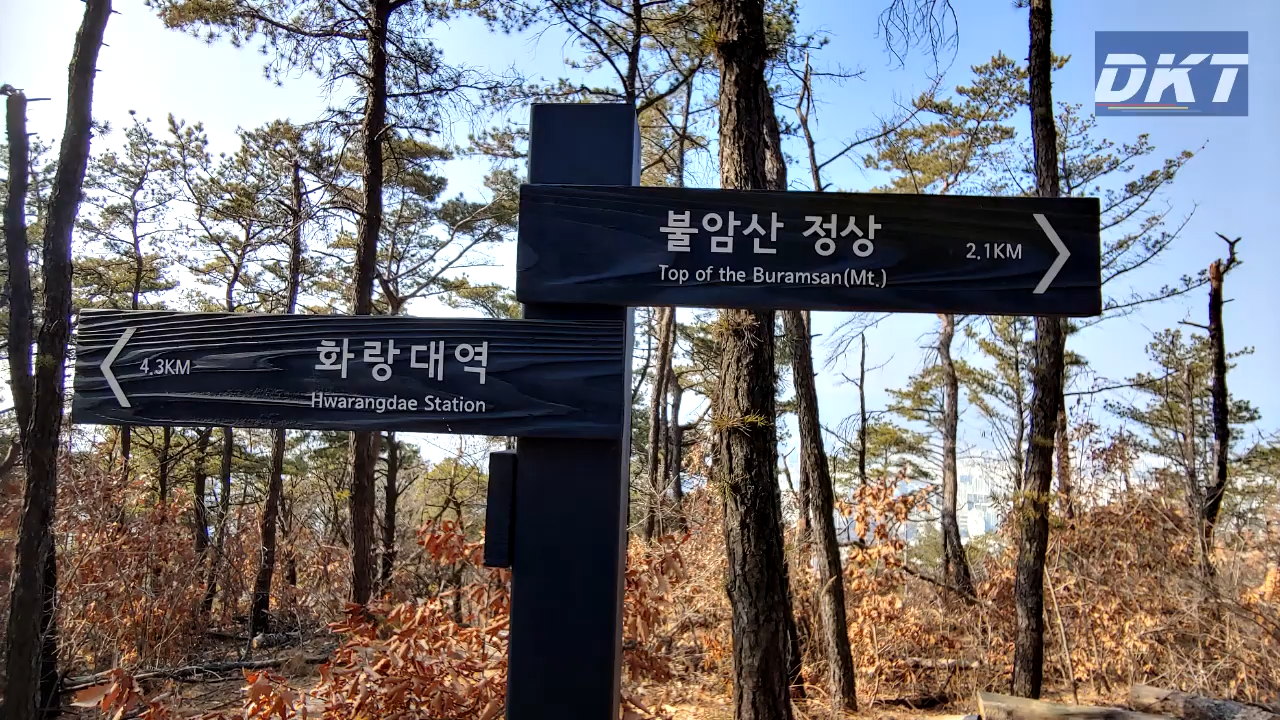 DKT
불암산 정상
2.1KM
Top of the Buramsan(Mt.)
화랑대역
4.3KM
Hwarangdae Station